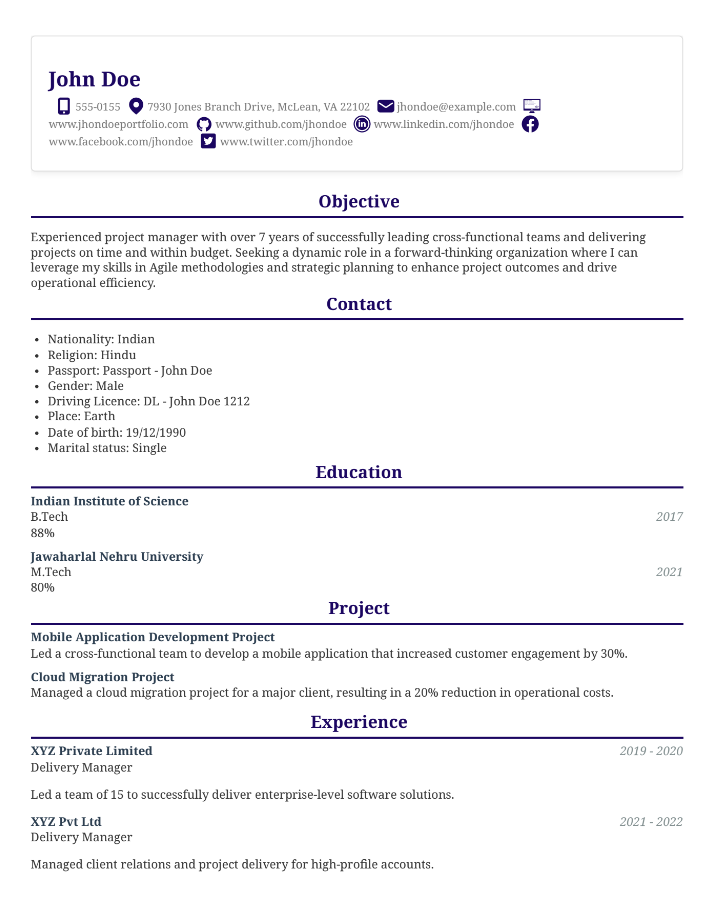 John Doe
555-0155 7930 Jones Branch Drive, McLean, VA 22102 jhondoe@example.com
www.jhondoeportfolio.com www.github.com/jhondoe www.linkedin.com/jhondoe
www.facebook.com/jhondoe www.twitter.com/jhondoe
Objective
Experienced project manager with over 7 years of successfully leading cross-functional teams and delivering
projects on time and within budget. Seeking a dynamic role in a forward-thinking organization where I can
leverage my skills in Agile methodologies and strategic planning to enhance project outcomes and drive
operational efficiency.
Contact
• Nationality: Indian
• Religion: Hindu
• Passport: Passport - John Doe
• Gender: Male
• Driving Licence: DL - John Doe 1212
• Place: Earth
• Date of birth: 19/12/1990
• Marital status: Single
Education
Indian Institute of Science
B.Tech 2017
88%
Jawaharlal Nehru University
M.Tech 2021
80%
Project
Mobile Application Development Project
Led a cross-functional team to develop a mobile application that increased customer engagement by 30%.
Cloud Migration Project
Managed a cloud migration project for a major client, resulting in a 20% reduction in operational costs.
Experience
XYZ Private Limited 2019 - 2020
Delivery Manager
Led a team of 15 to successfully deliver enterprise-level software solutions.
XYZ Pvt Ltd 2021 - 2022
Delivery Manager
Managed client relations and project delivery for high-profile accounts.